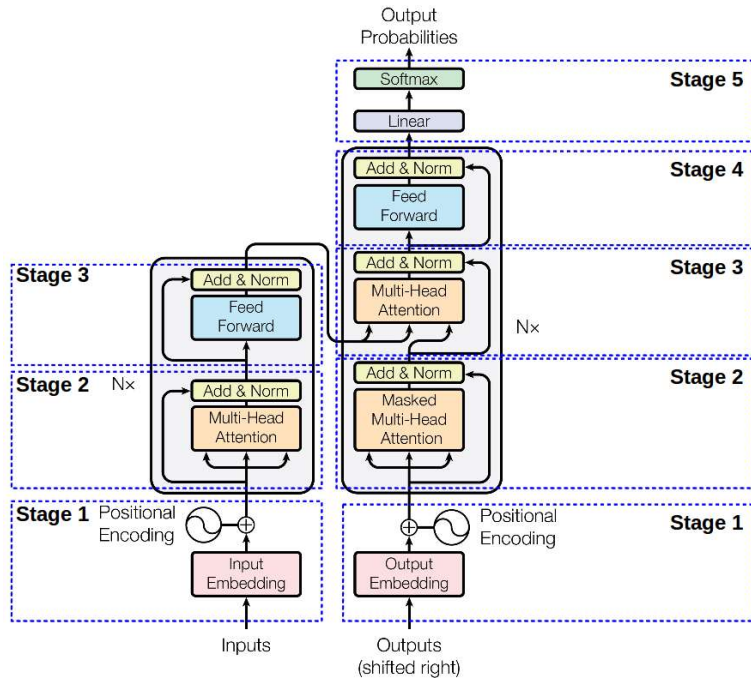 Output
Probabilities
Softmax
Stage 5
Linear
Add & Norm
Stage 4
Feed
Forward
Add & Norm
Stage 3
Multi-Head
Attention
N×
Stage 3
Add & Norm
Feed
Forward
Add & Norm
Stage 2
Masked
Multi-Head
Attention
Stage 2
N×
Add & Norm
Multi-Head
Attention
Stage 1
Positional
Encoding
Input
Embedding
Inputs
Positional
Encoding
Stage 1
Output
Embedding
Outputs
(shifted right)